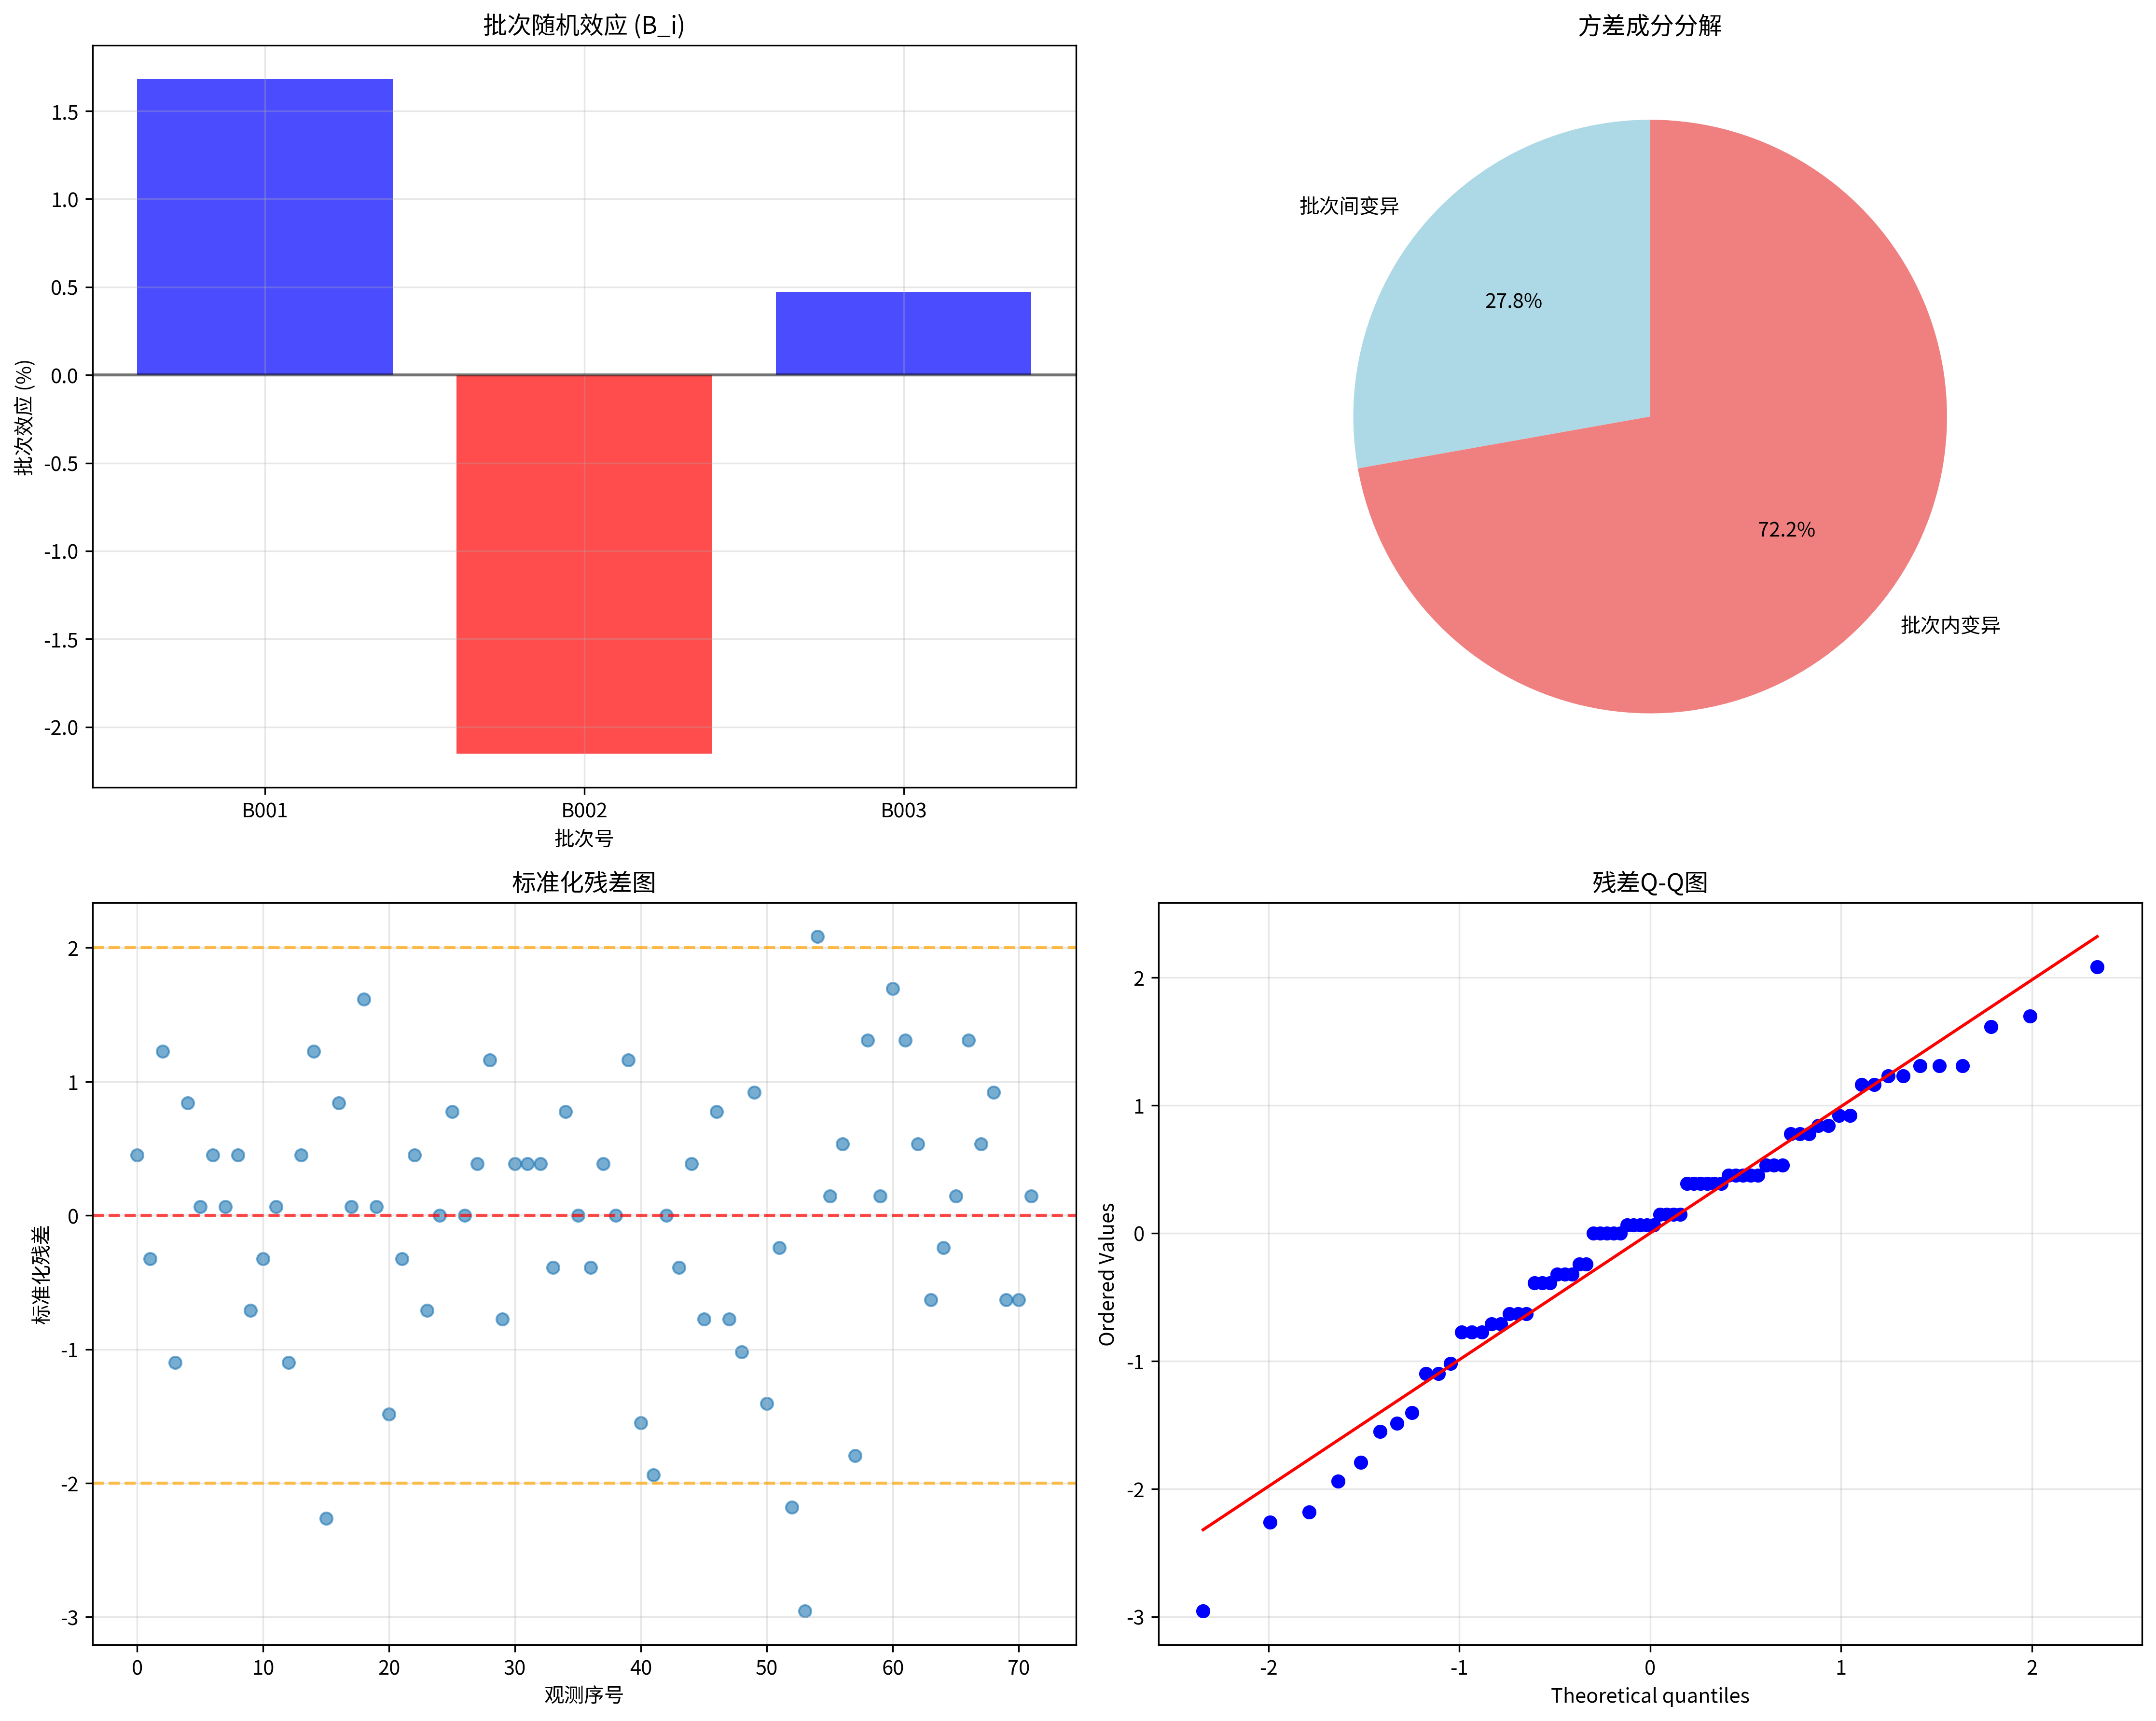 批次随机效应 (B_i)
批次效应 (%)
1.5
1.0
0.5
0.0
-0.5
-1.0
-1.5
-2.0
B001 B002 B003
批次号
方差成分分解
批次间变异
27.8%
72.2%
批次内变异
标准化残差图
标准化残差
2
1
0
-1
-2
-3
0 10 20 30 40 50 60 70
观测序号
残差Q-Q图
Ordered Values
2
1
0
-1
-2
-3
-2 -1 0 1 2
Theoretical quantiles